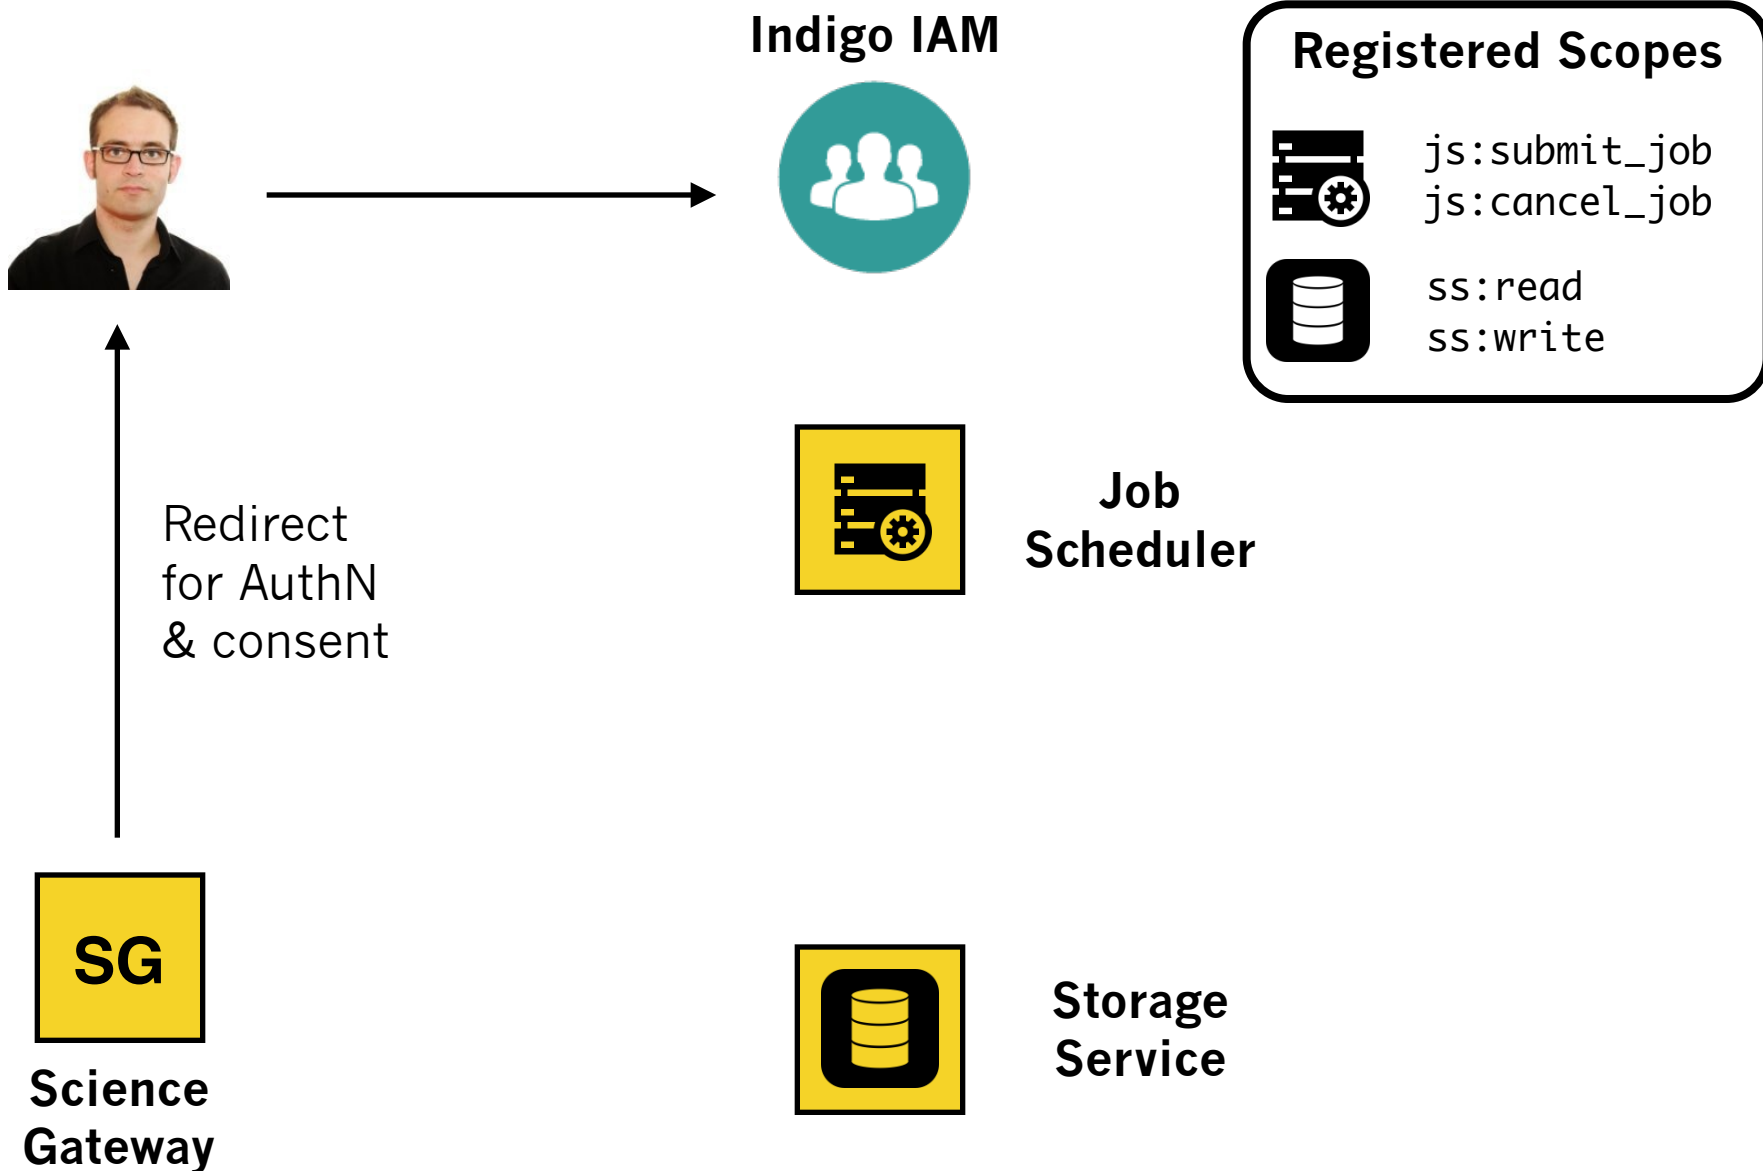 Indigo IAM
Registered Scopes
js:submit_job
js:cancel_job
ss:read
ss:write
Job
Scheduler
Redirect
for AuthN
& consent
SG
Science
Gateway
Storage
Service